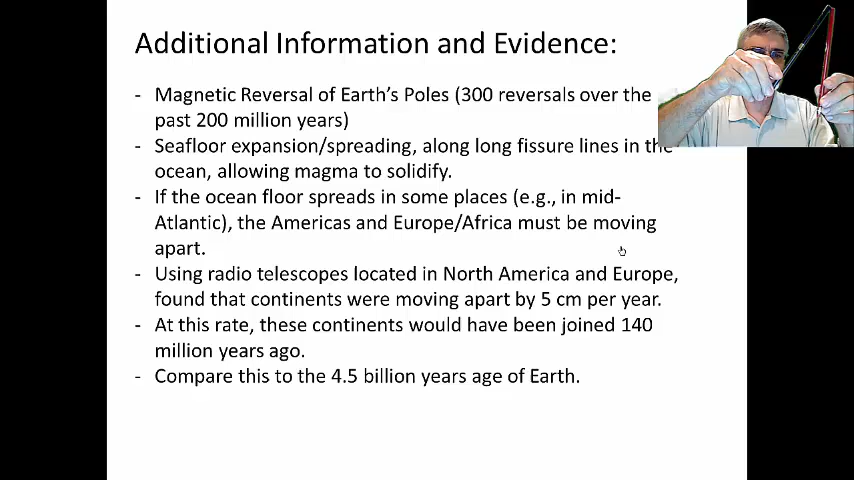 Additional Information and Evidence:
- Magnetic Reversal of Earth's Poles (300 reversals over the
past 200 million years)
- Seafloor expansion/spreading, along long fissure lines in the
ocean, allowing magma to solidify.
- If the ocean floor spreads in some places (e.g., in mid-
Atlantic), the Americas and Europe/Africa must be moving
apart.
- Using radio telescopes located in North America and Europe,
found that continents were moving apart by 5 cm per year.
- At this rate, these continents would have been joined 140
million years ago.
- Compare this to the 4.5 billion years age of Earth.